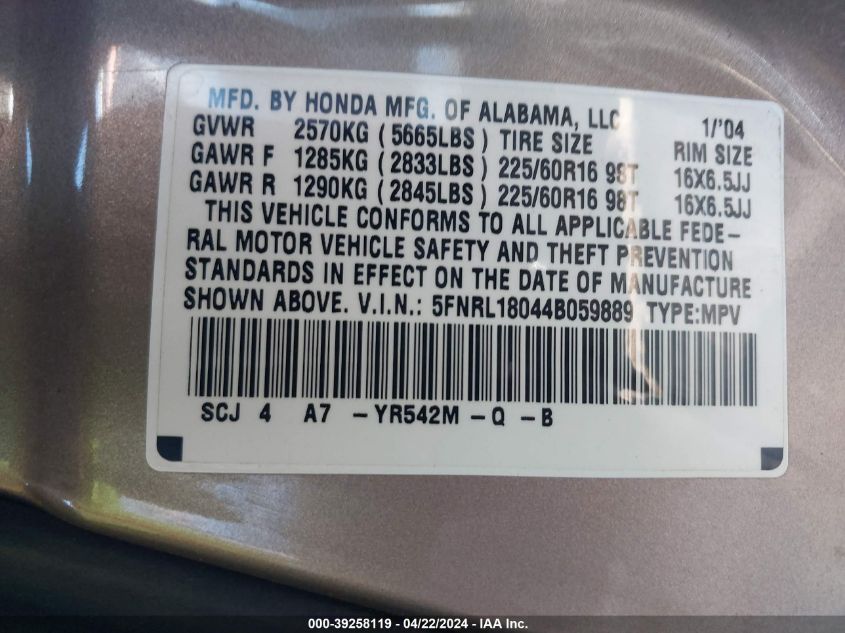 MFD. BY HONDA MFG. OF ALABAMA, LLC 1/'04
GVWR 2570KG (5665LBS) TIRE SIZE RIM SIZE
GAWR F 1285KG (2833LBS) 225/60R16 98T 16X6.5JJ
GAWR R 1290KG (2845LBS) 225/60R16 98T 16X6.5JJ
THIS VEHICLE CONFORMS TO ALL APPLICABLE FEDE-
RAL MOTOR VEHICLE SAFETY AND THEFT PREVENTION
STANDARDS IN EFFECT ON THE DATE OF MANUFACTURE
SHOWN ABOVE. V.I.N.: 5FNRL18044B059889 TYPE:MPV
SCJ 4 A7 -YR542M -Q -B
000-39258119 - 04/22/2024 - IAA Inc.